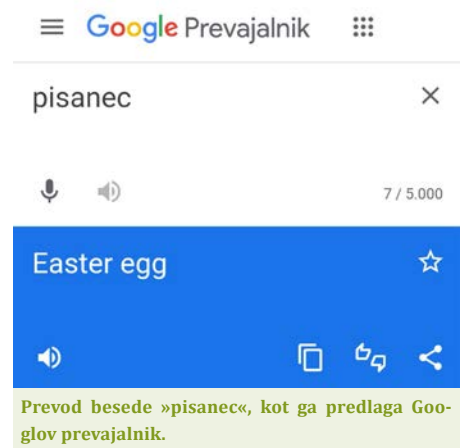 Google Prevajalnik
pisanec
7 / 5.000
Easter egg
Prevod besede »pisanec«, kot ga predlaga Goo-
glov prevajalnik.